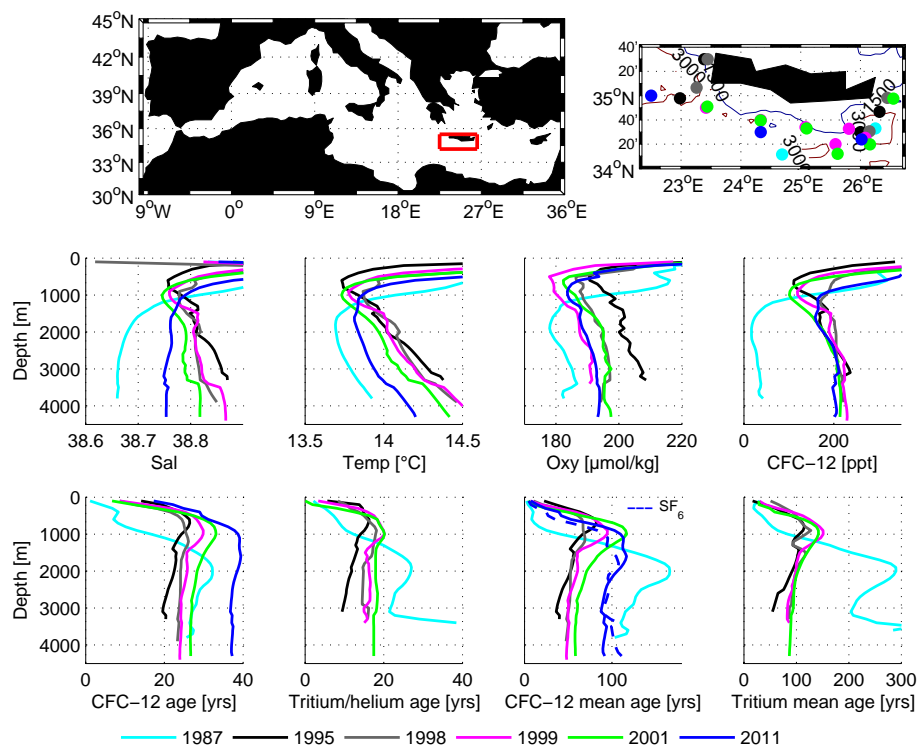 45°N
42°N
39°N
36°N
33°N
30°N
9°W 0° 9°E 18°E 27°E 36°E
40'
20'
35°N
40'
20'
34°N
23°E 24°E 25°E 26°E
3000
1500
3000
3000
0
1000
2000
3000
4000
Depth [m]
38.6 38.7 38.8
Sal
13.5 14 14.5
Temp [°C]
170 180 200 220
Oxy [µmol/kg]
200
CFC−12 [ppt]
0
1000
2000
3000
4000
Depth [m]
0 20 40
CFC−12 age [yrs]
0 20 40
Tritium/helium age [yrs]
SF6
0 50 100
CFC−12 mean age [yrs]
0 100 200 300
Tritium mean age [yrs]
1987 1995 1998 1999 2001 2011